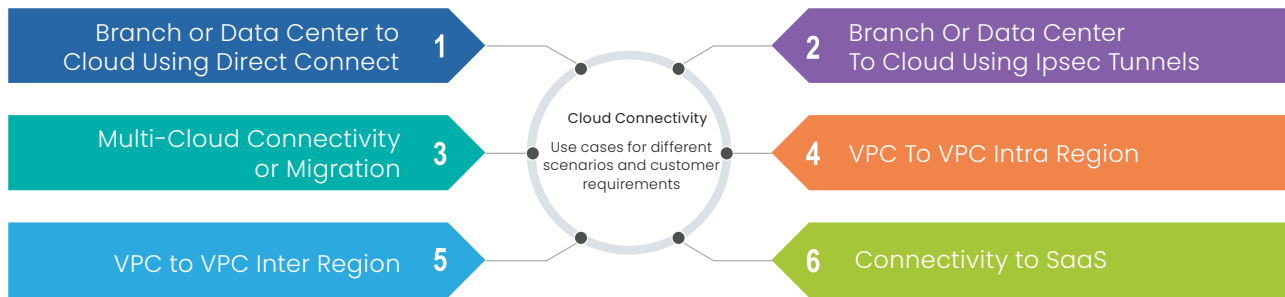 Branch or Data Center to
Cloud Using Direct Connect
1
2
Branch Or Data Center
To Cloud Using Ipsec Tunnels
Multi-Cloud Connectivity
or Migration
3
Cloud Connectivity
Use cases for different
scenarios and customer
requirements
4
VPC To VPC Intra Region
VPC to VPC Inter Region
5
6
Connectivity to SaaS